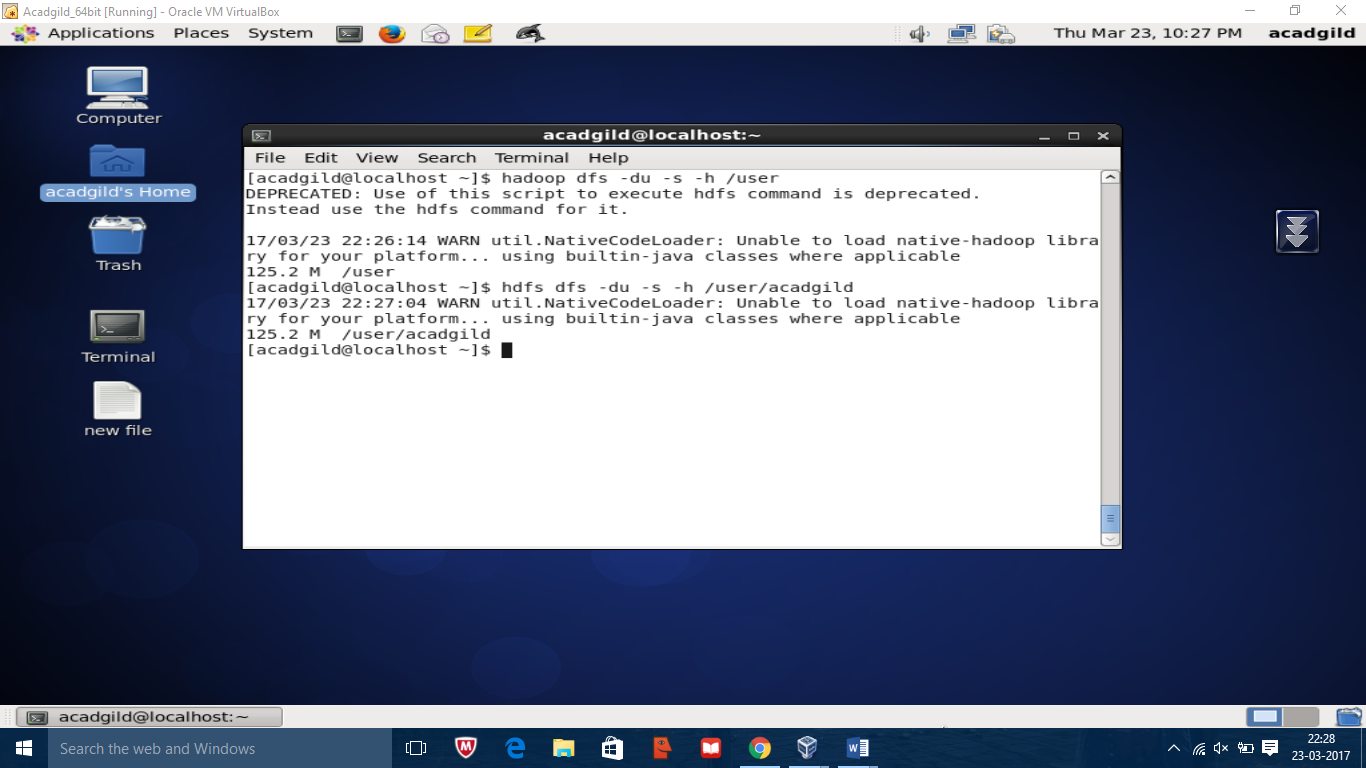 Acadgild_64bit [Running] - Oracle VM VirtualBox
Applications Places System Thu Mar 23, 10:27 PM acadgild
Computer
acadgild's Home
Trash
Terminal
new file
acadgild@localhost:~
File Edit View Search Terminal Help
[acadgild@localhost ~]$ hadoop dfs -du -s -h /user
DEPRECATED: Use of this script to execute hdfs command is deprecated.
Instead use the hdfs command for it.
17/03/23 22:26:14 WARN util.NativeCodeLoader: Unable to load native-hadoop libra
ry for your platform... using builtin-java classes where applicable
125.2 M  /user
[acadgild@localhost ~]$ hdfs dfs -du -s -h /user/acadgild
17/03/23 22:27:04 WARN util.NativeCodeLoader: Unable to load native-hadoop libra
ry for your platform... using builtin-java classes where applicable
125.2 M  /user/acadgild
[acadgild@localhost ~]$
acadgild@localhost:~
Search the web and Windows
22:28
23-03-2017